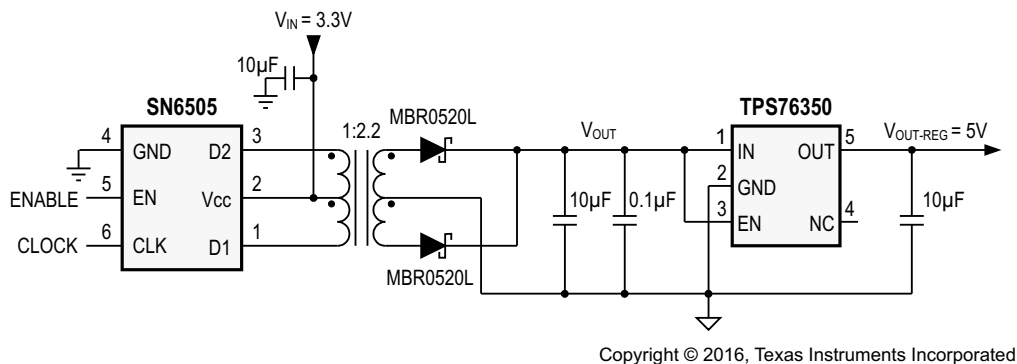 VIN = 3.3V
10µF
SN6505
4 GND D2 3
1:2.2
MBR0520L
VOUT
TPS76350
1 IN OUT 5
VOUT-REG = 5V
ENABLE 5 EN Vcc 2
10µF 0.1µF
2 GND
10µF
3 EN NC 4
CLOCK 6 CLK D1 1
MBR0520L
Copyright © 2016, Texas Instruments Incorporated